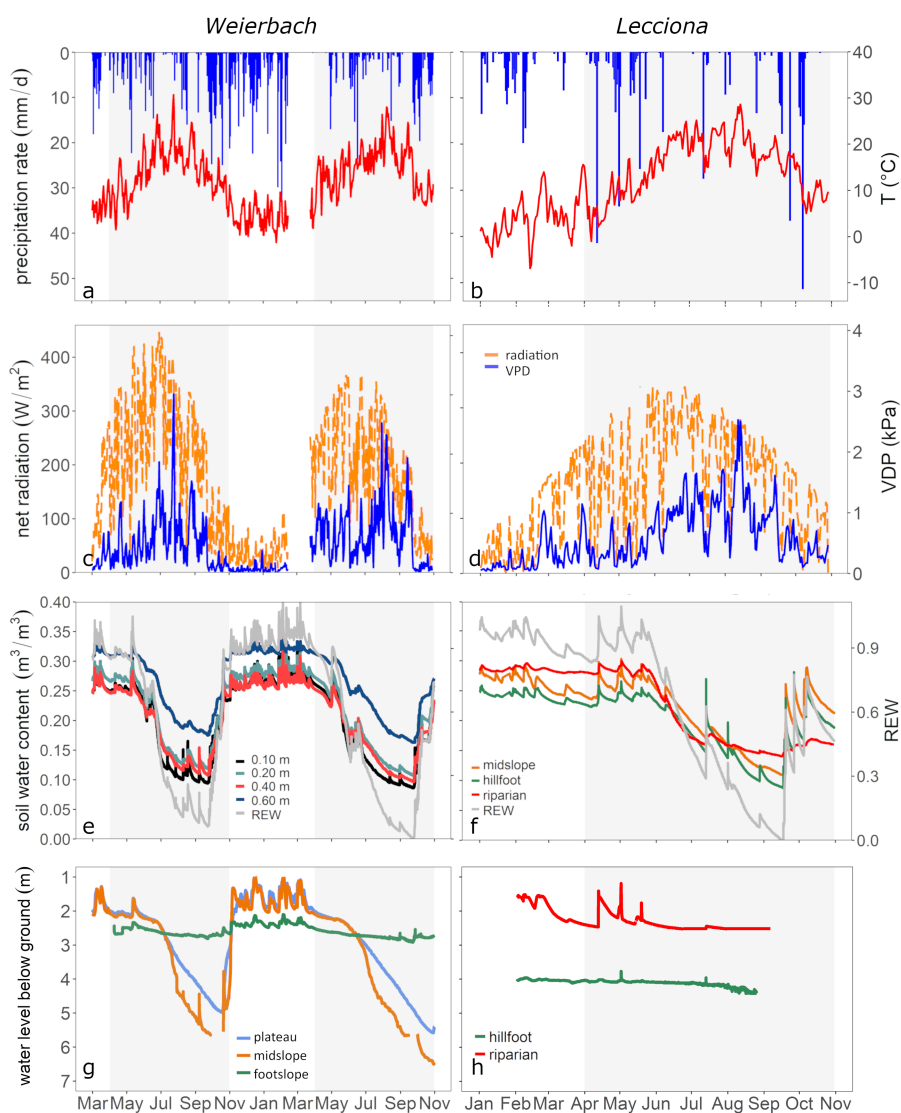 Weierbach
Lecciona
precipitation rate (mm/d)
0
10
20
30
40
50
a
b
40
30
20
10
0
-10
T (°C)
net radiation (W/m²)
400
300
200
100
0
c
radiation
VPD
d
4
3
2
1
0
VDP (kPa)
soil water content (m³/m³)
0.40
0.35
0.30
0.25
0.20
0.15
0.10
0.05
0.00
0.10 m
0.20 m
0.40 m
0.60 m
REW
e
midslope
hillfoot
riparian
REW
f
0.9
0.6
0.3
0.0
REW
water level below ground (m)
1
2
3
4
5
6
7
plateau
midslope
footslope
g
hillfoot
riparian
h
Mar May Jul Sep Nov Jan Mar May Jul Sep Nov
Jan Feb Mar Apr May Jun Jul Aug Sep Oct Nov